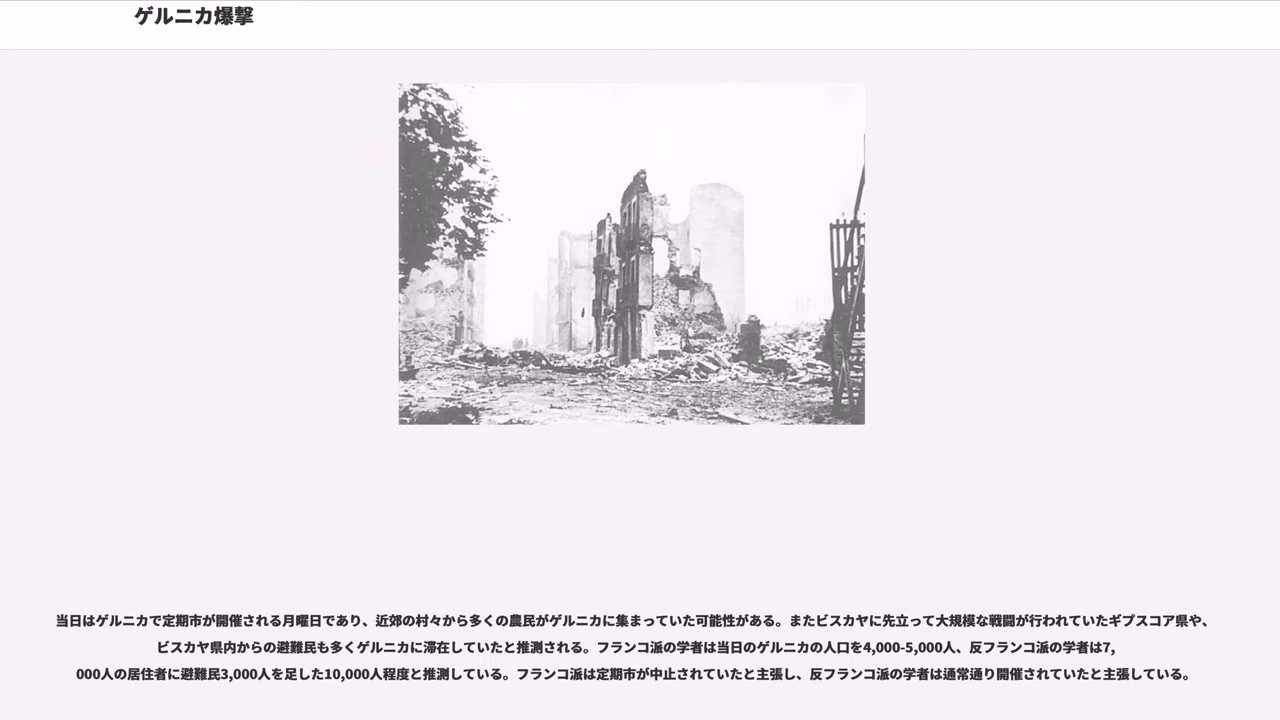 ゲルニカ爆撃
当日はゲルニカで定期市が開催される月曜日であり、近郊の村々から多くの農民がゲルニカに集まっていた可能性がある。またビスカヤに先立って大規模な戦闘が行われていたギプスコア県や、
ビスカヤ県内からの避難民も多くゲルニカに滞在していたと推測される。フランコ派の学者は当日のゲルニカの人口を4,000-5,000人、反フランコ派の学者は7,
000人の居住者に避難民3,000人を足した10,000人程度と推測している。フランコ派は定期市が中止されていたと主張し、反フランコ派の学者は通常通り開催されていたと主張している。